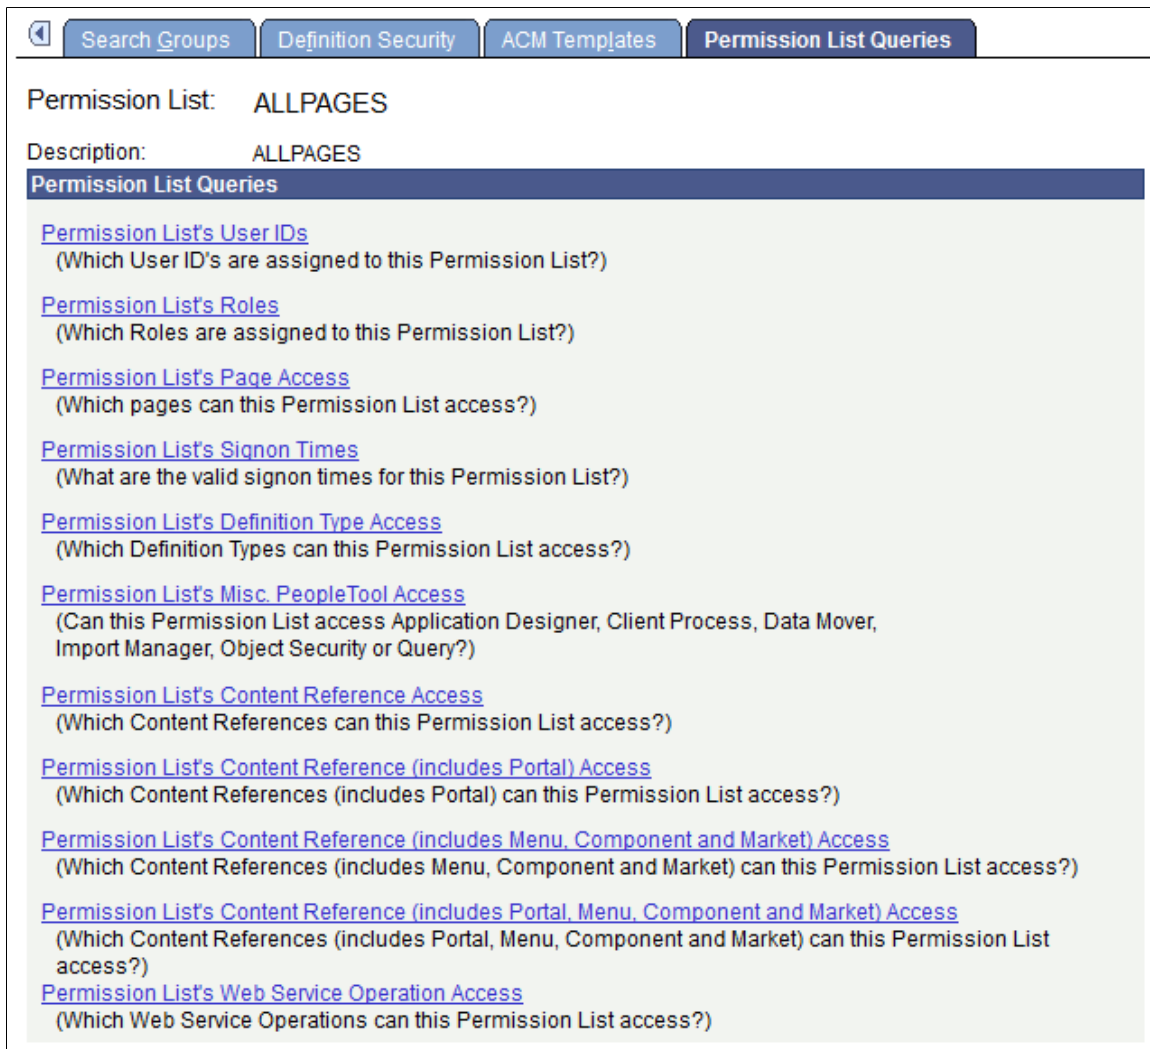 Search Groups Definition Security ACM Templates Permission List Queries
Permission List: ALLPAGES
Description: ALLPAGES
Permission List Queries
Permission List's User IDs
(Which User ID's are assigned to this Permission List?)
Permission List's Roles
(Which Roles are assigned to this Permission List?)
Permission List's Page Access
(Which pages can this Permission List access?)
Permission List's Signon Times
(What are the valid signon times for this Permission List?)
Permission List's Definition Type Access
(Which Definition Types can this Permission List access?)
Permission List's Misc. PeopleTool Access
(Can this Permission List access Application Designer, Client Process, Data Mover,
Import Manager, Object Security or Query?)
Permission List's Content Reference Access
(Which Content References can this Permission List access?)
Permission List's Content Reference (includes Portal) Access
(Which Content References (includes Portal) can this Permission List access?)
Permission List's Content Reference (includes Menu, Component and Market) Access
(Which Content References (includes Menu, Component and Market) can this Permission List access?)
Permission List's Content Reference (includes Portal, Menu, Component and Market) Access
(Which Content References (includes Portal, Menu, Component and Market) can this Permission List
access?)
Permission List's Web Service Operation Access
(Which Web Service Operations can this Permission List access?)